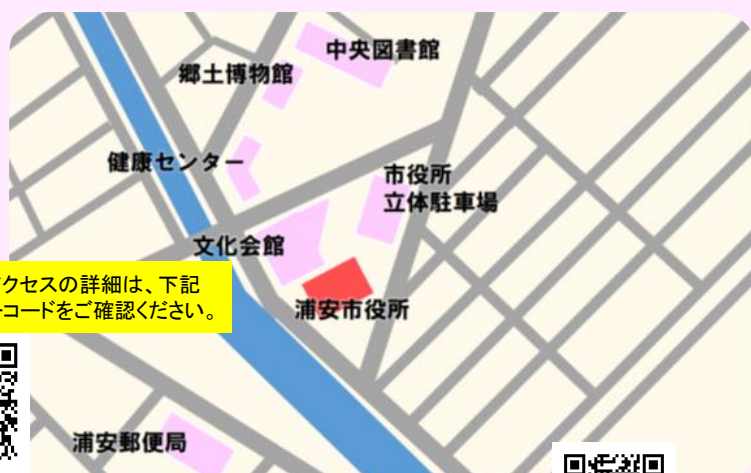 中央図書館
郷土博物館
健康センター
市役所
立体駐車場
文化会館
クセスの詳細は、下記
コードをご確認ください。
浦安市役所
浦安郵便局